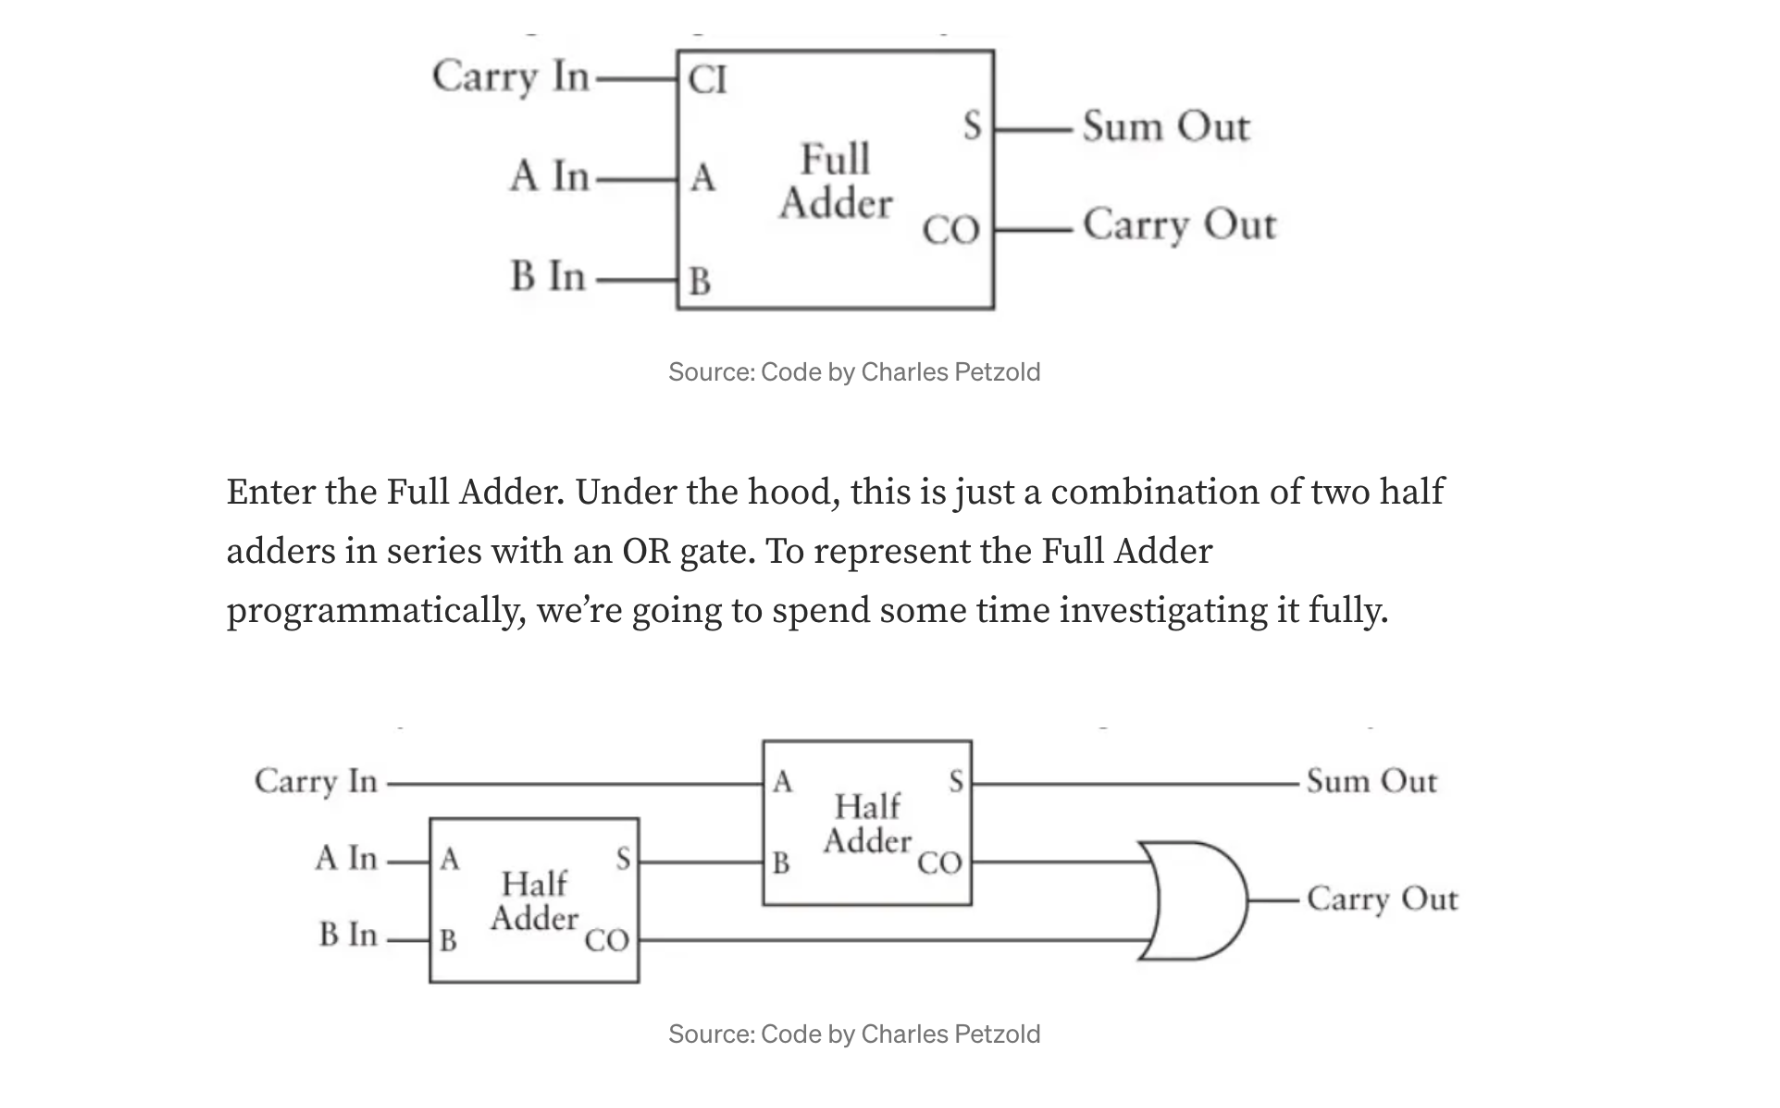 Carry In CI
S Sum Out
A In A Full
Adder
CO Carry Out
B In B
Source: Code by Charles Petzold
Enter the Full Adder. Under the hood, this is just a combination of two half
adders in series with an OR gate. To represent the Full Adder
programmatically, we’re going to spend some time investigating it fully.
Carry In A S Sum Out
Half
Adder
A In A S B CO
Half
Adder
Carry Out
B In B CO
Source: Code by Charles Petzold